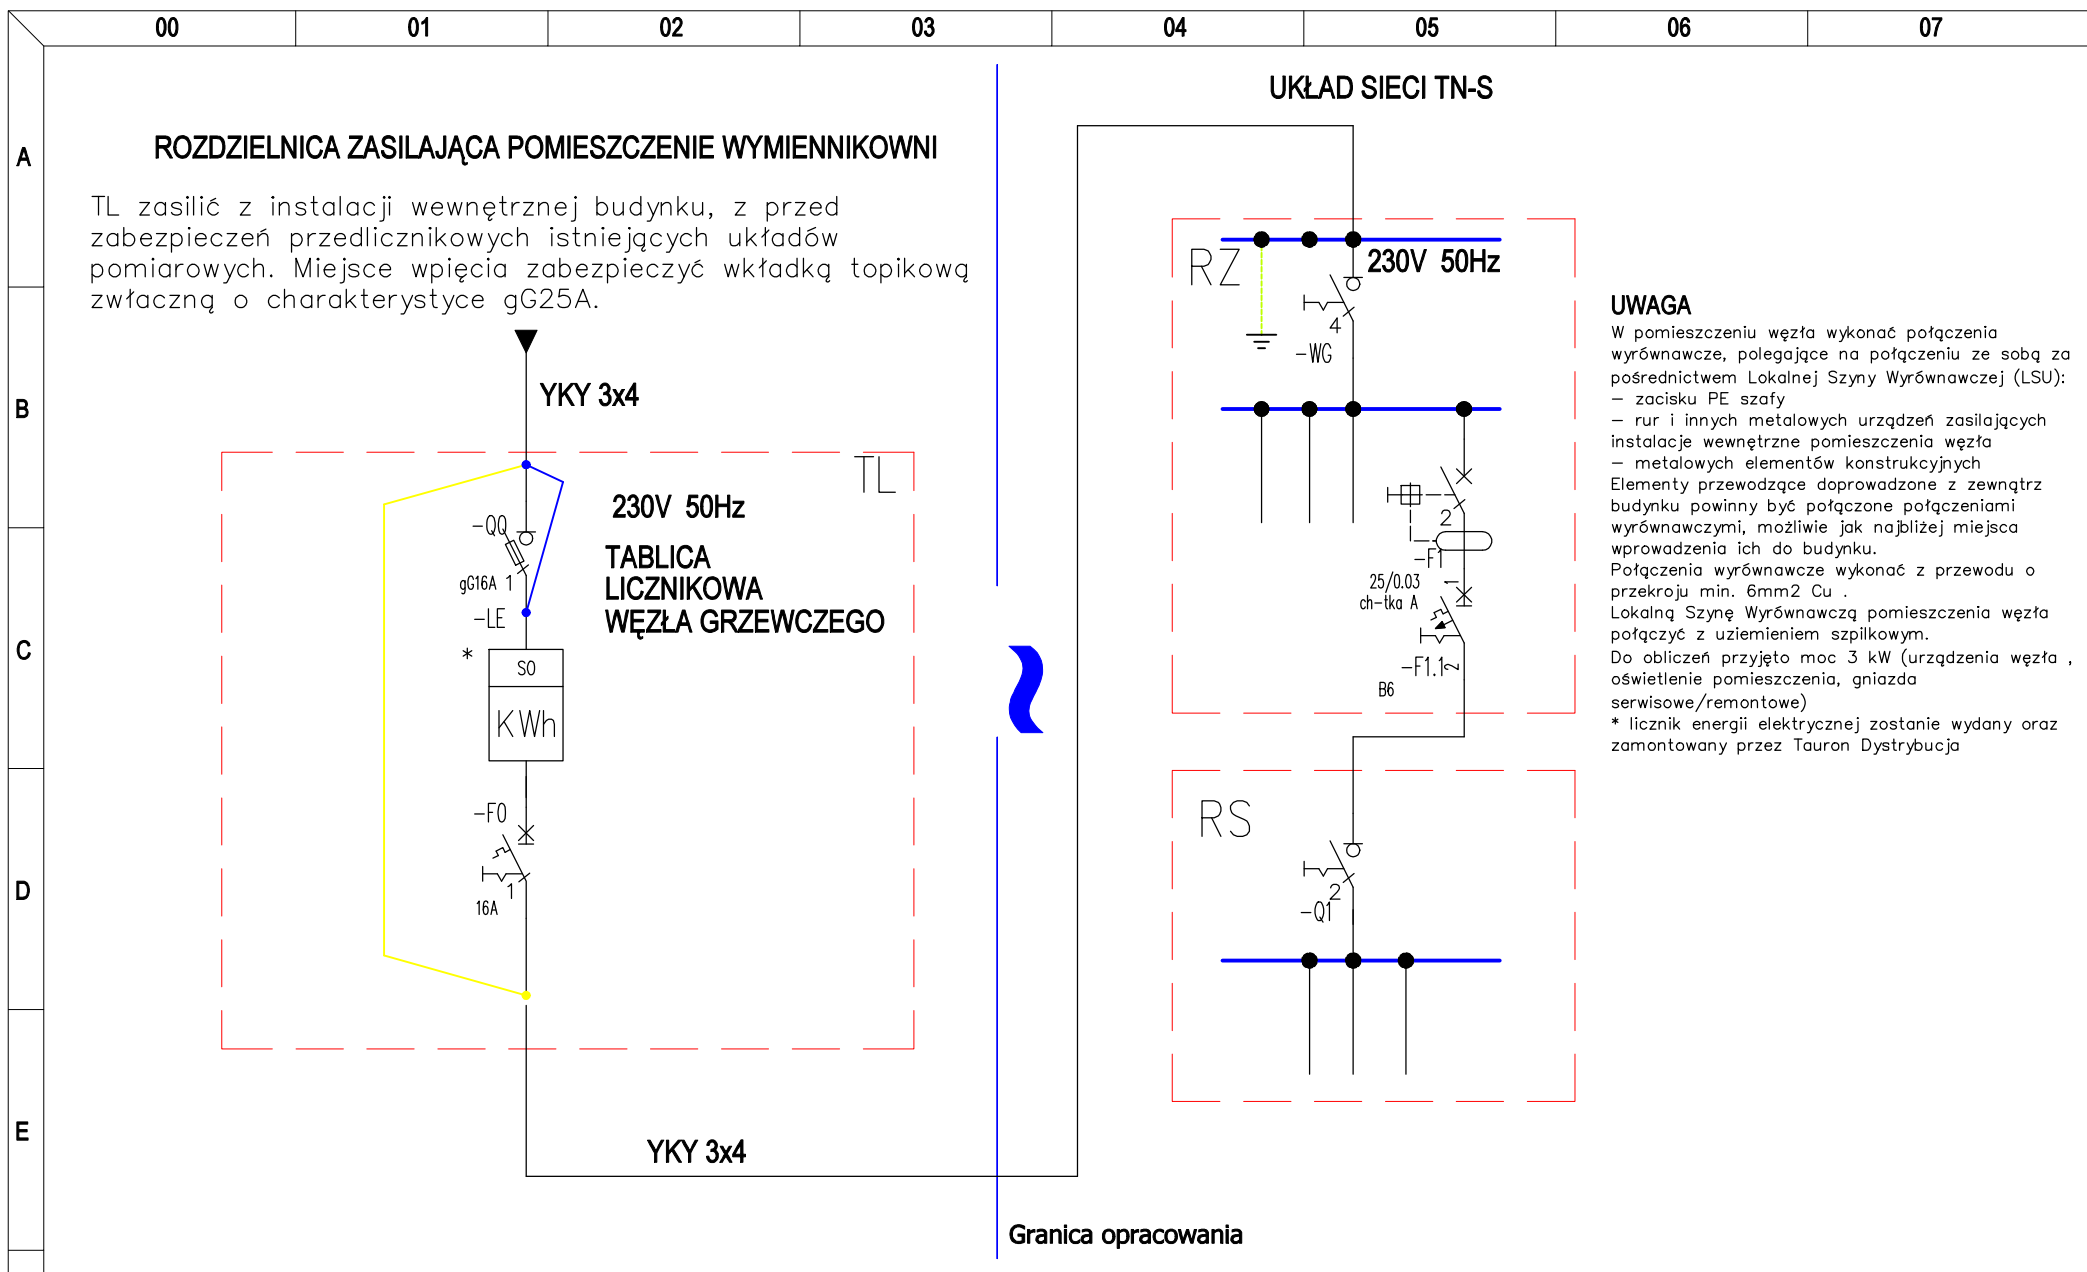 00 01 02 03 04 05 06 07
A
B
C
D
E
ROZDZIELNICA ZASILAJĄCA POMIESZCZENIE WYMIENNIKOWNI
TL zasilić z instalacji wewnętrznej budynku, z przed
zabezpieczeń przedlicznikowych istniejących układów
pomiarowych. Miejsce wpięcia zabezpieczyć wkładką topikową
zwłaczną o charakterystyce gG25A.
YKY 3x4
TL
230V 50Hz
TABLICA
LICZNIKOWA
WĘZŁA GRZEWCZEGO
-Q0
gG16A 1
-LE
*
S0
KWh
-F0
1
16A
YKY 3x4
Granica opracowania
UKŁAD SIECI TN-S
RZ
230V 50Hz
4
-WG
2
-F1
25/0.03
ch-tka A
1
-F1.1
2
B6
RS
2
-Q1
UWAGA
W pomieszczeniu węzła wykonać połączenia
wyrównawcze, polegające na połączeniu ze sobą za
pośrednictwem Lokalnej Szyny Wyrównawczej (LSU):
– zacisku PE szafy
– rur i innych metalowych urządzeń zasilających
instalacje wewnętrzne pomieszczenia węzła
– metalowych elementów konstrukcyjnych
Elementy przewodzące doprowadzone z zewnątrz
budynku powinny być połączone połączeniami
wyrównawczymi, możliwie jak najbliżej miejsca
wprowadzenia ich do budynku.
Połączenia wyrównawcze wykonać z przewodu o
przekroju min. 6mm2 Cu .
Lokalną Szynę Wyrównawczą pomieszczenia węzła
połączyć z uziemieniem szpilkowym.
Do obliczeń przyjęto moc 3 kW (urządzenia węzła ,
oświetlenie pomieszczenia, gniazda
serwisowe/remontowe)
* licznik energii elektrycznej zostanie wydany oraz
zamontowany przez Tauron Dystrybucja